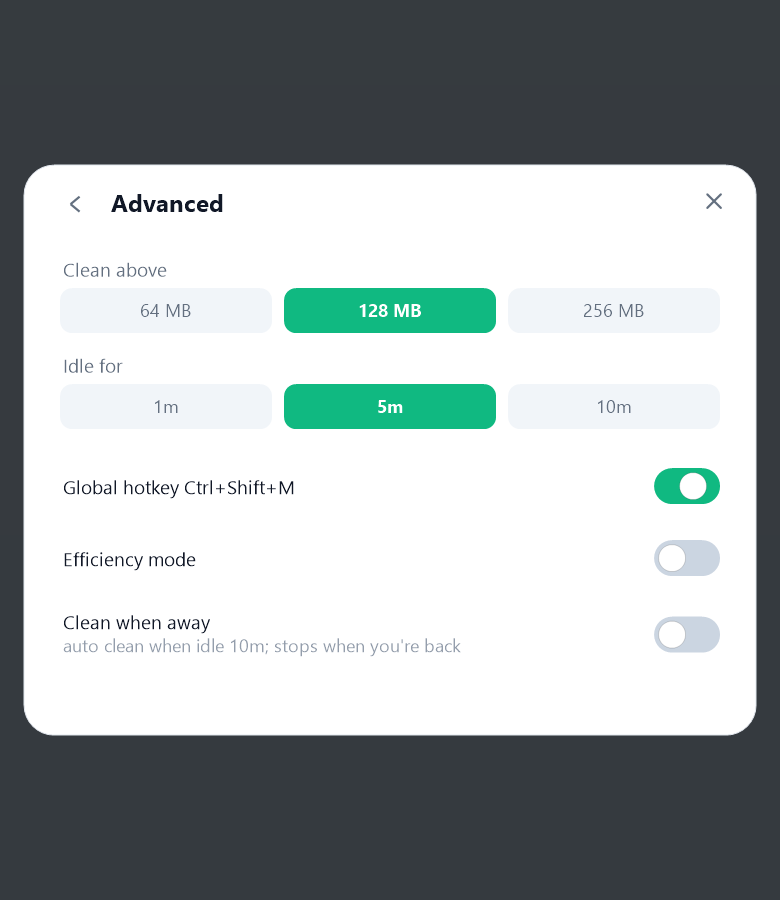 Advanced
Clean above
64 MB 128 MB 256 MB
Idle for
1m 5m 10m
Global hotkey Ctrl+Shift+M
Efficiency mode
Clean when away
auto clean when idle 10m; stops when you're back